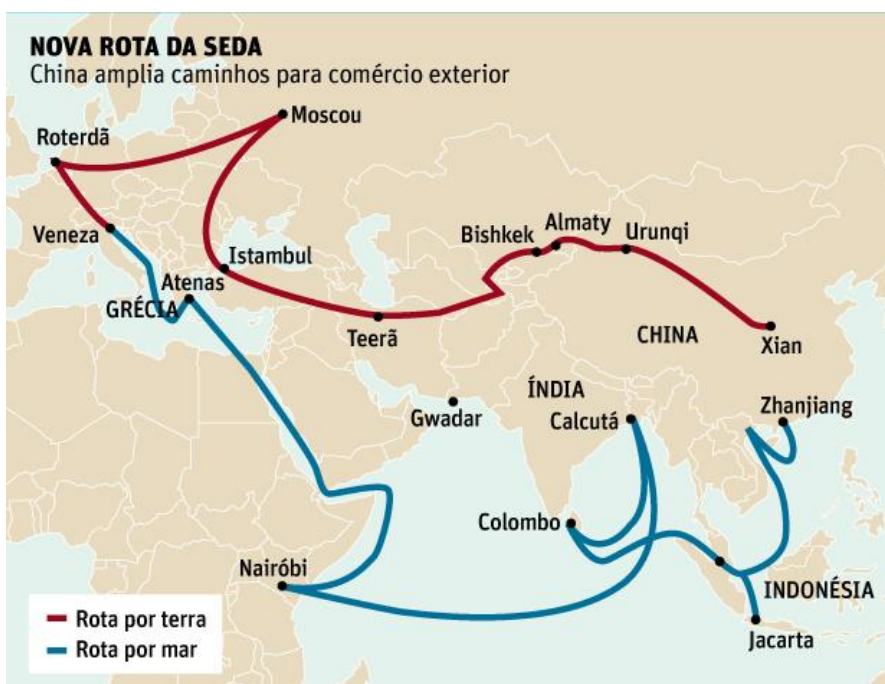 NOVA ROTA DA SEDA
China amplia caminhos para comércio exterior
Moscou
Roterdã
Veneza
Istambul
Atenas
GRÉCIA
Teerã
Bishkek
Almaty
Urunqi
CHINA
Xian
Gwadar
ÍNDIA
Calcutá
Zhanjiang
Colombo
Nairóbi
INDONÉSIA
Jacarta
Rota por terra
Rota por mar